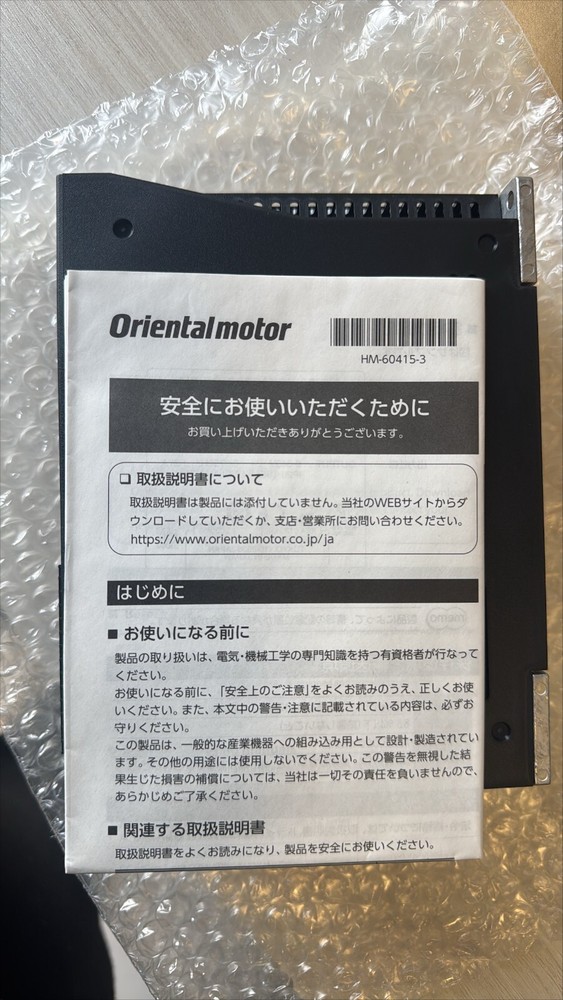 Orientalmotor
HM-60415-3
安全にお使いいただくために
お買い上げいただきありがとうございます。
❏ 取扱説明書について
取扱説明書は製品には添付していません。当社のWEBサイトからダ
ウンロードしていただくか、支店・営業所にお問い合わせください。
https://www.orientalmotor.co.jp/ja
はじめに
■ お使いになる前に
製品の取り扱いは、電気・機械工学の専門知識を持つ有資格者が行なって
ください。
お使いになる前に、「安全上のご注意」をよくお読みのうえ、正しくお使
いください。また、本文中の警告・注意に記載されている内容は、必ずお
守りください。
この製品は、一般的な産業機器への組み込み用として設計・製造されてい
ます。その他の用途には使用しないでください。この警告を無視した結
果生じた損害の補償については、当社は一切その責任を負いませんので、
あらかじめご了承ください。
■ 関連する取扱説明書
取扱説明書をよくお読みになり、製品を安全にお使いください。